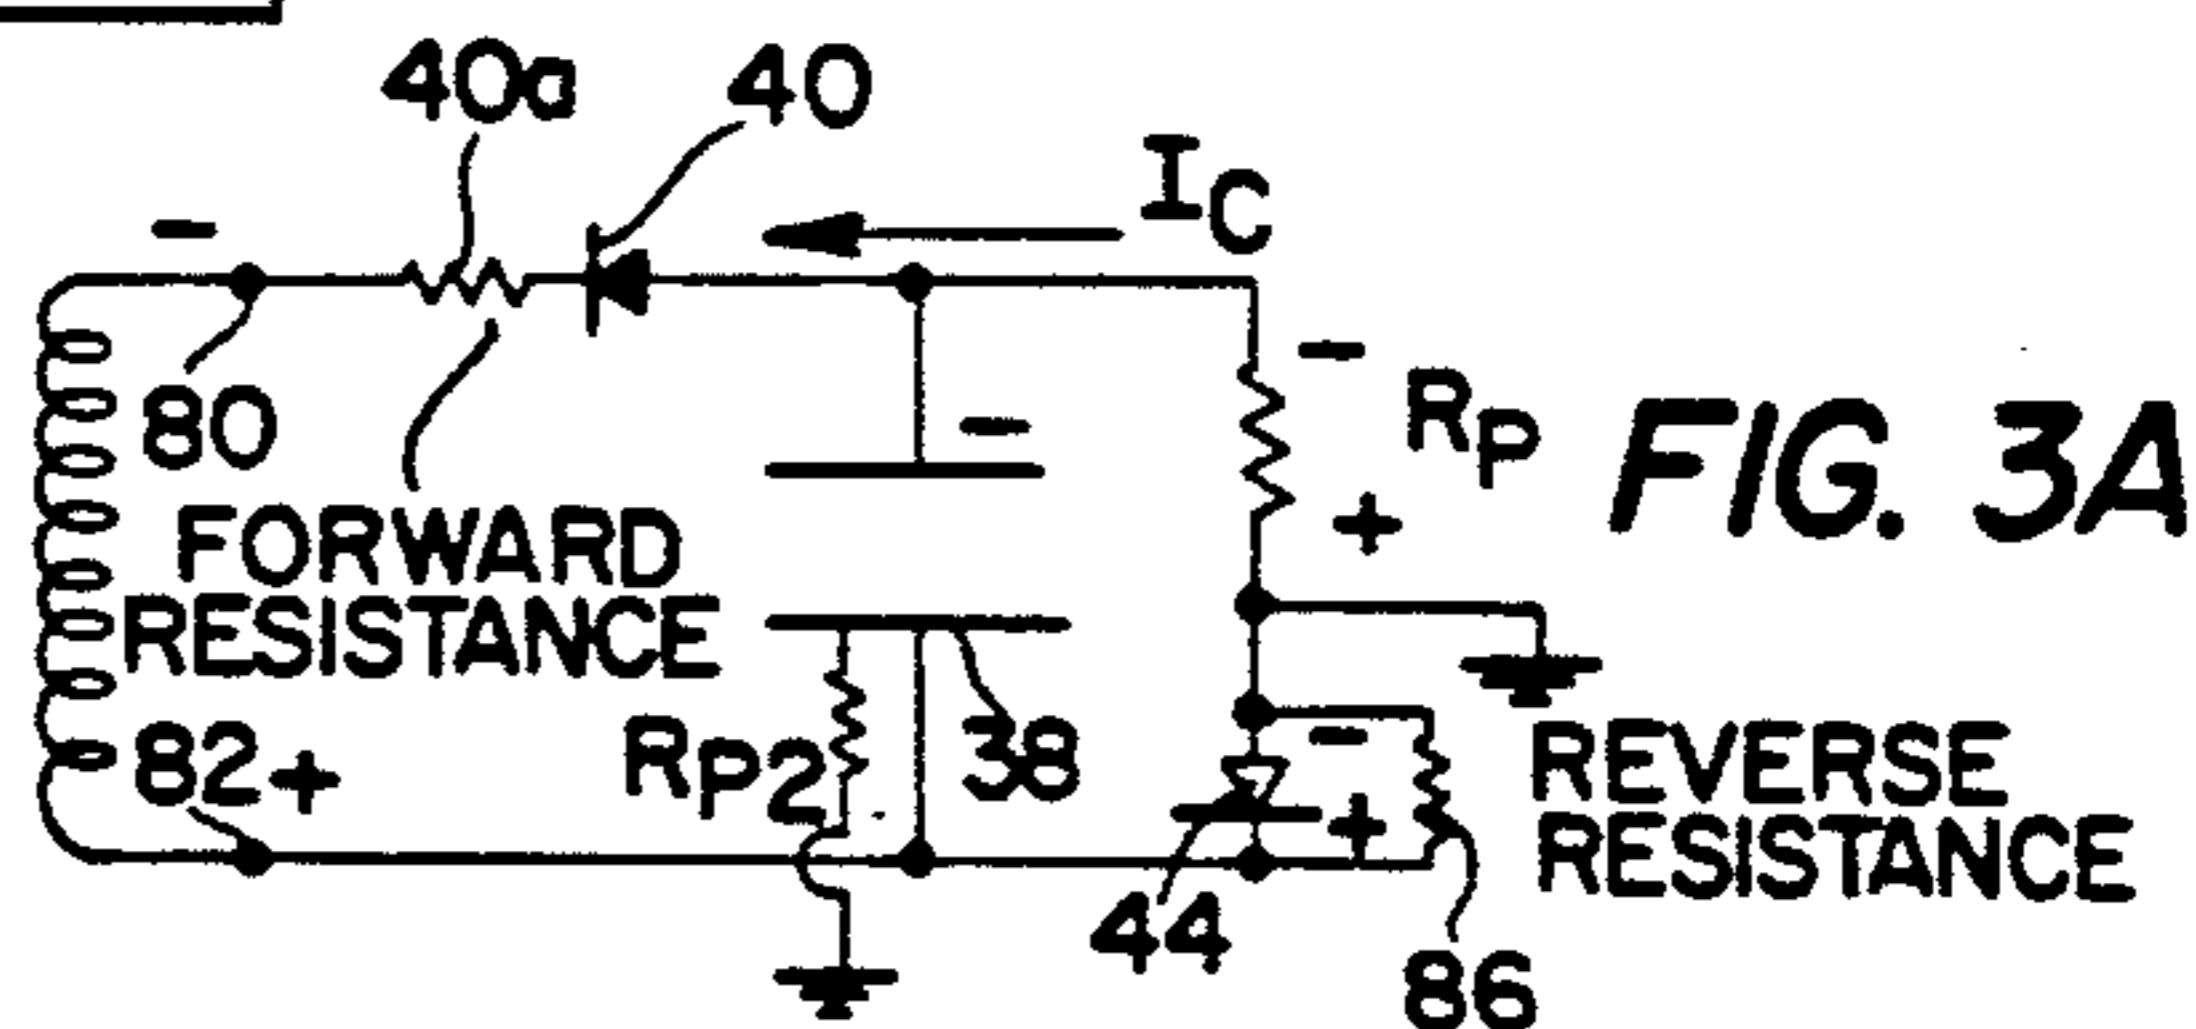 40a
40
I_C
-
-
-
R_P
FIG. 3A
80
+
FORWARD
RESISTANCE
82 +
R_P2
38
-
+
REVERSE
RESISTANCE
44
86